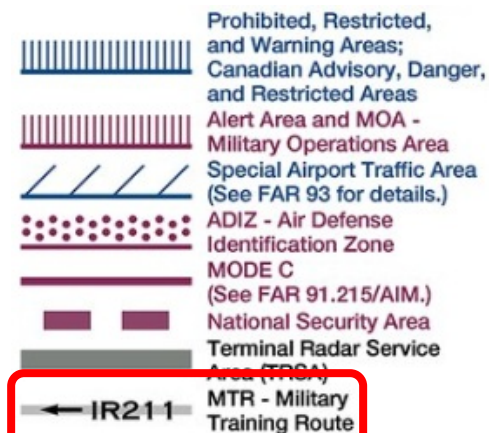 Prohibited, Restricted,
and Warning Areas;
Canadian Advisory, Danger,
and Restricted Areas
Alert Area and MOA -
Military Operations Area
Special Airport Traffic Area
(See FAR 93 for details.)
ADIZ - Air Defense
Identification Zone
MODE C
(See FAR 91.215/AIM.)
National Security Area
Terminal Radar Service
Area (TRSA)
IR211 MTR - Military
Training Route